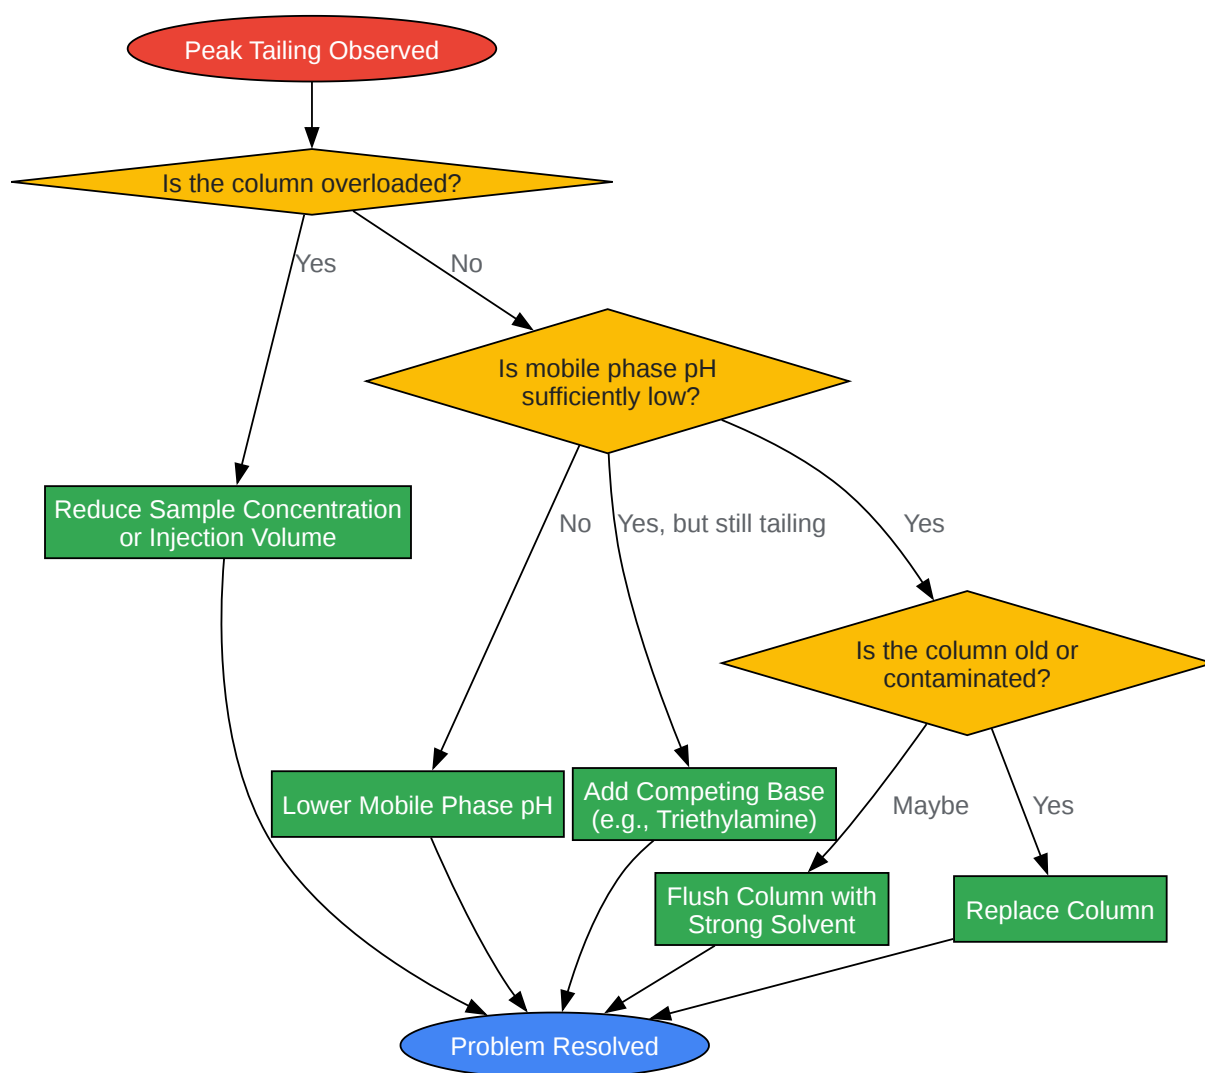 Peak Tailing Observed
Is the column overloaded?
Yes
No
Is mobile phase pH
sufficiently low?
Reduce Sample Concentration
or Injection Volume
No
Yes, but still tailing
Yes
Is the column old or
contaminated?
Lower Mobile Phase pH
Add Competing Base
(e.g., Triethylamine)
Maybe
Yes
Flush Column with
Strong Solvent
Replace Column
Problem Resolved